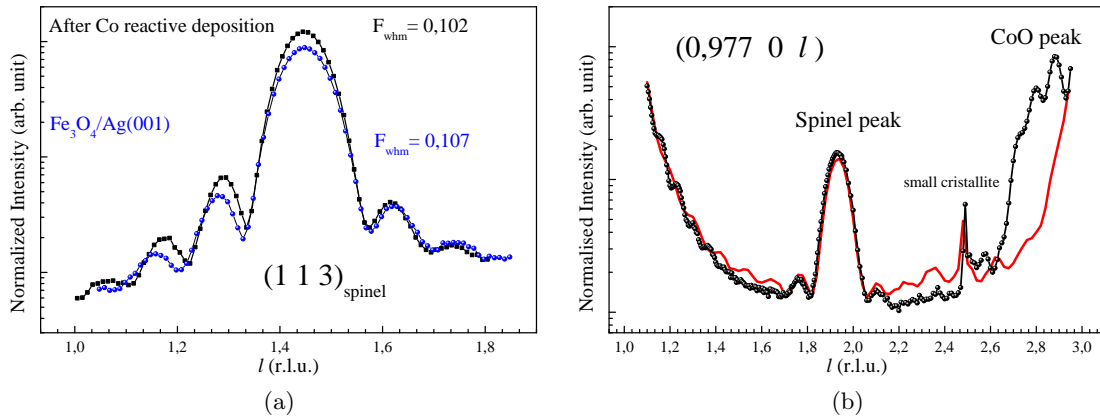 After Co reactive deposition
F_whm = 0,102
Fe₃O₄/Ag(001)
F_whm = 0,107
(1 1 3)_spinel
Normalized Intensity (arb. unit)
1,0 1,2 1,4 1,6 1,8
l (r.l.u.)
(a)
(0,977 0 l)
CoO peak
Spinel peak
small cristallite
Normalised Intensity (arb. unit)
1,0 1,2 1,4 1,6 1,8 2,0 2,2 2,4 2,6 2,8 3,0
l (r.l.u.)
(b)